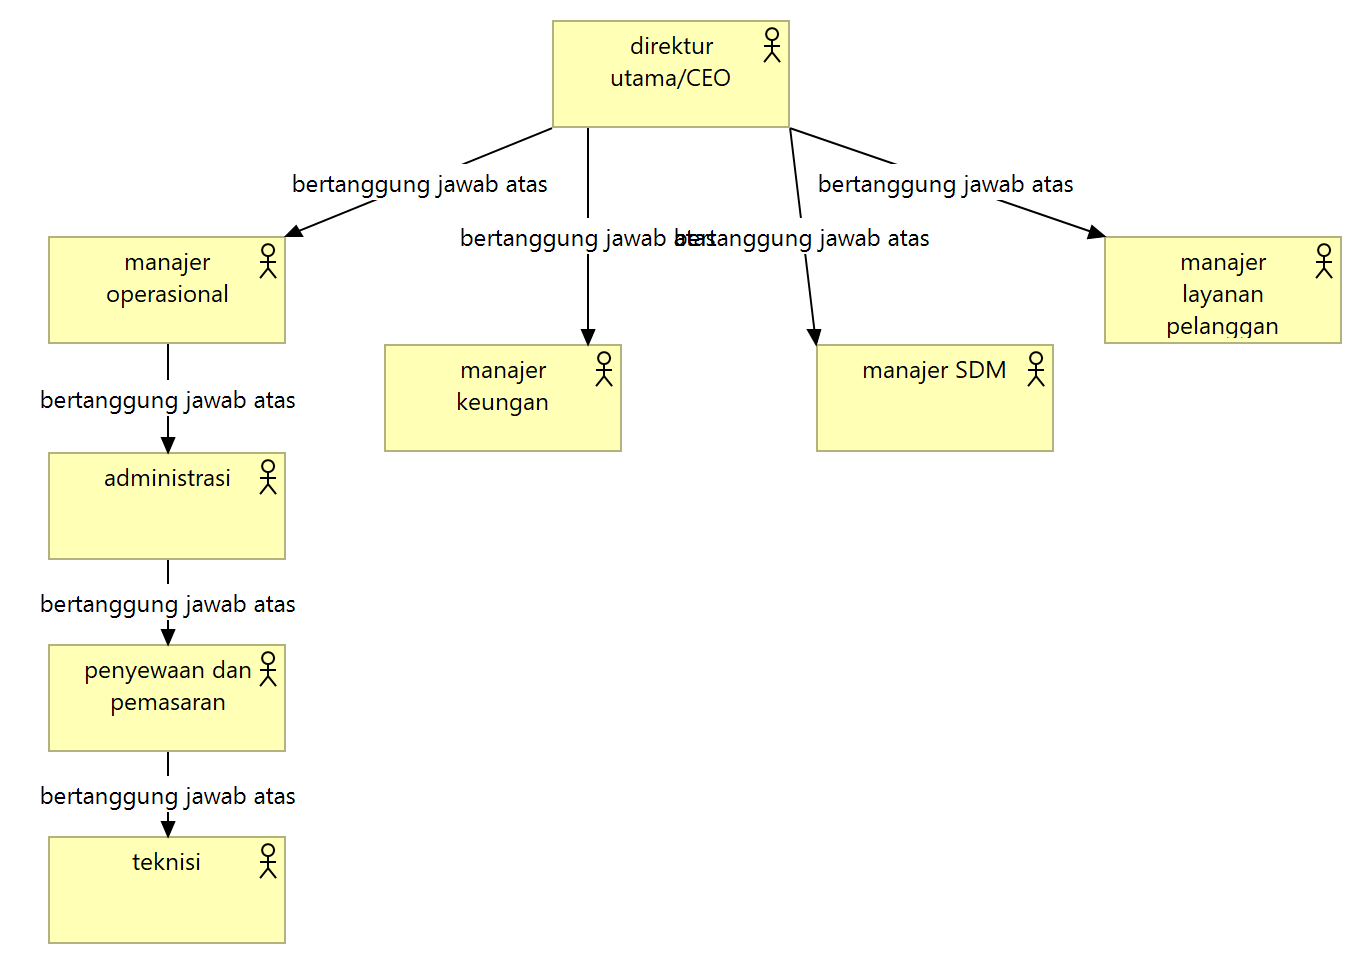 direktur
utama/CEO
bertanggung jawab atas
bertanggung jawab atas
bertanggung jawab atas
bertanggung jawab atas
manajer
operasional
manajer
layanan
pelanggan
manajer
keungan
manajer SDM
bertanggung jawab atas
administrasi
bertanggung jawab atas
penyewaan dan
pemasaran
bertanggung jawab atas
teknisi